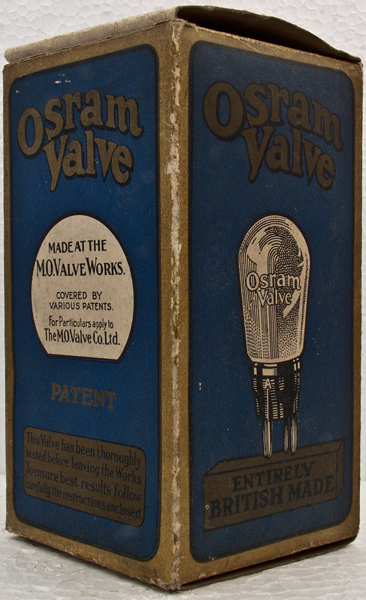 Osram
Valve
MADE AT THE
M.O.VALVE WORKS.
COVERED BY
VARIOUS PATENTS.
For Particulars apply to
The M.O.Valve Co. Ltd.
PATENT
This Valve has been thoroughly
tested before leaving the Works
To ensure best results follow
carefully the instructions enclosed
Osram
Valve
Osram
Valve
ENTIRELY
BRITISH MADE